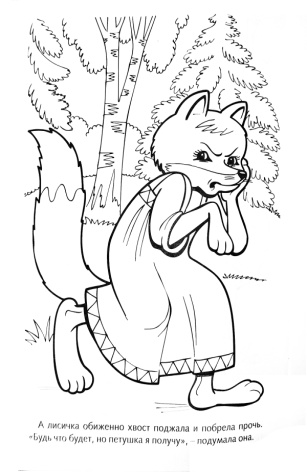 А лисичка обиженно хвост поджала и побрела прочь.
«Будь что будет, но петушка я получу», – подумала она.